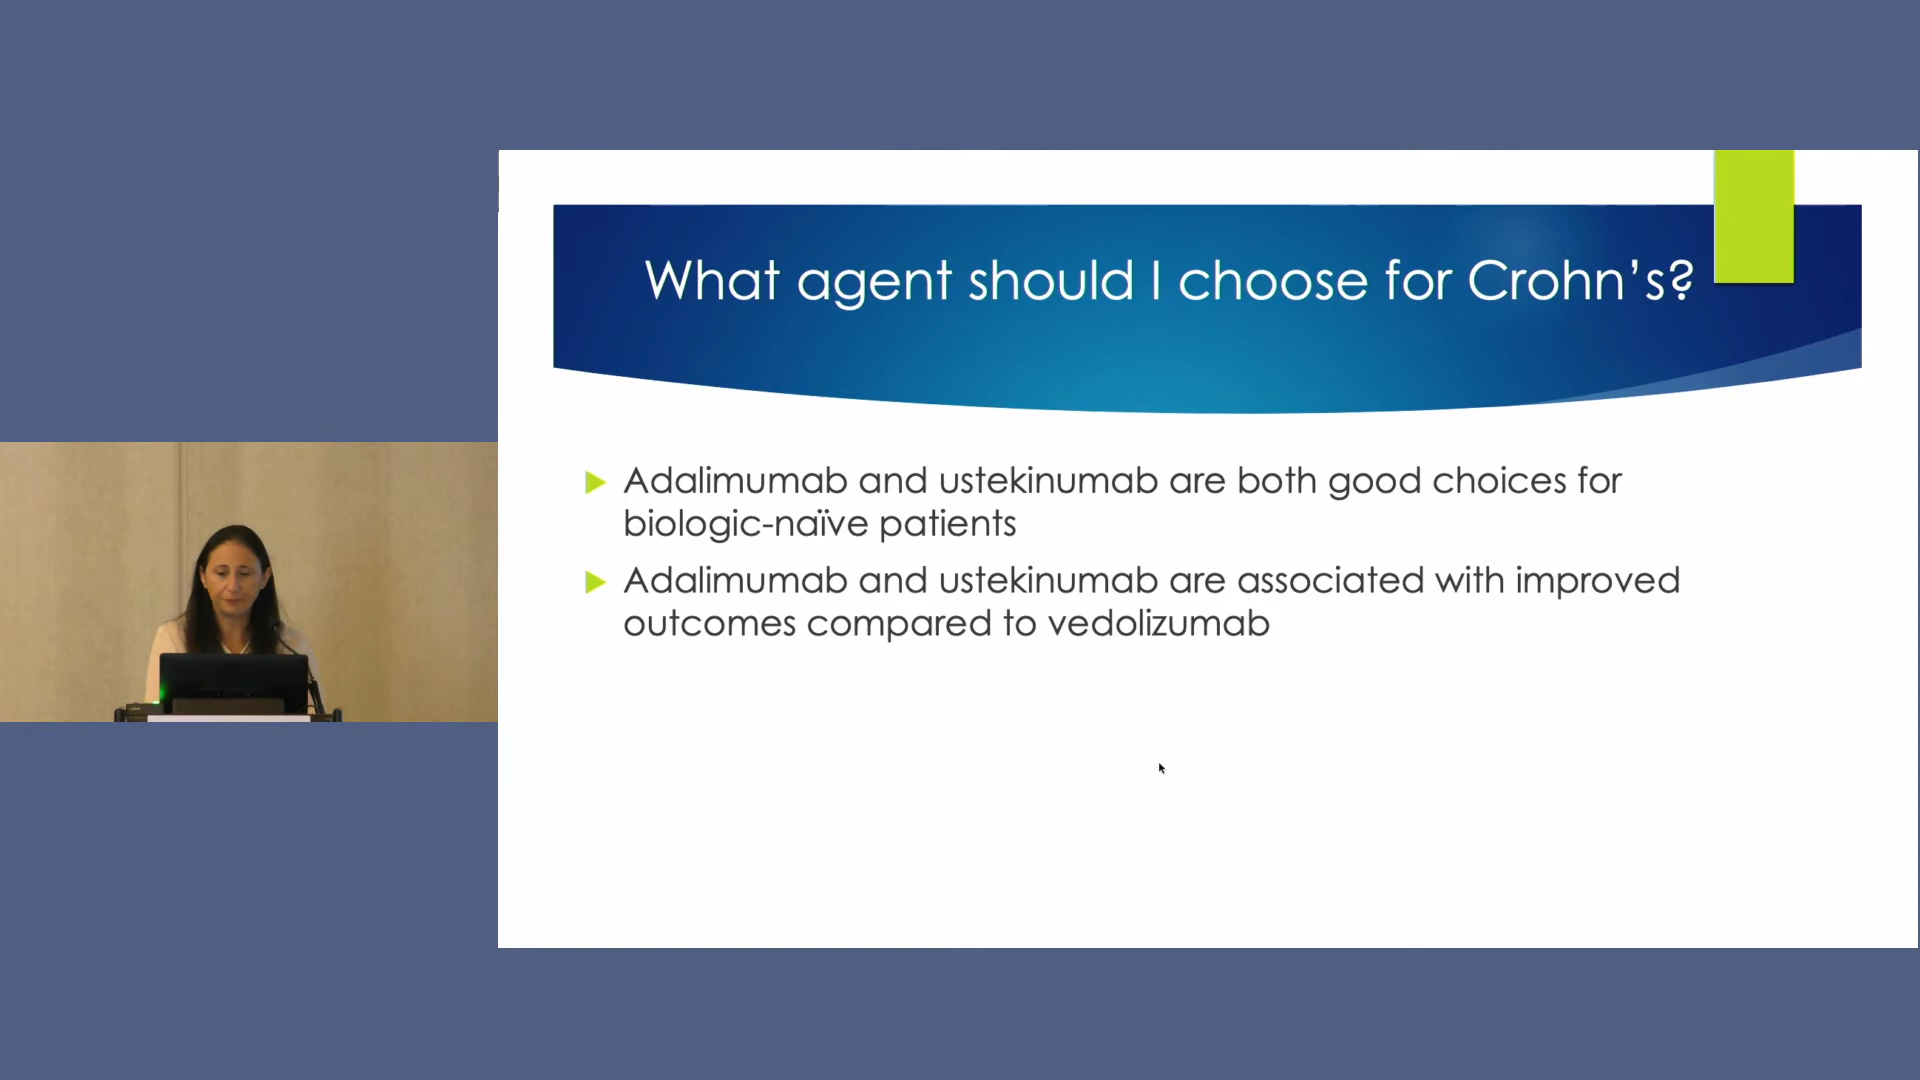 What agent should I choose for Crohn’s?
Adalimumab and ustekinumab are both good choices for
biologic-naïve patients
Adalimumab and ustekinumab are associated with improved
outcomes compared to vedolizumab